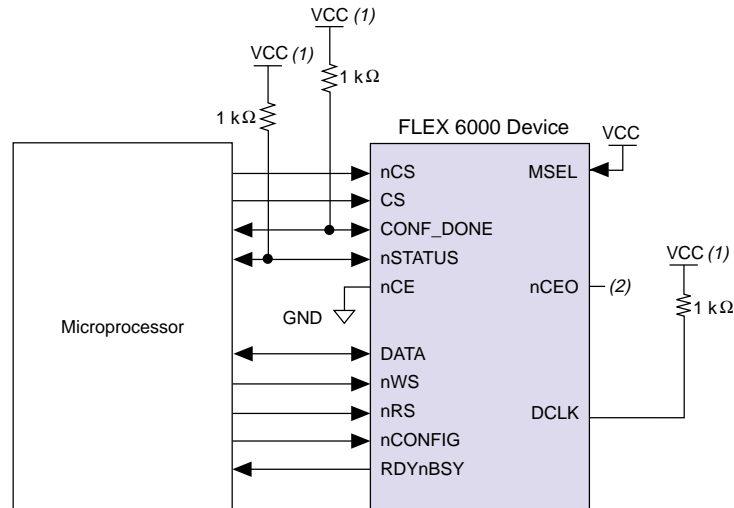 VCC (1)
VCC (1)
1 kΩ
1 kΩ
FLEX 6000 Device
VCC
nCS
MSEL
CS
CONF_DONE
nSTATUS
VCC (1)
nCE
nCEO
(2)
GND
1 kΩ
Microprocessor
DATA
nWS
nRS
DCLK
nCONFIG
RDYnBSY